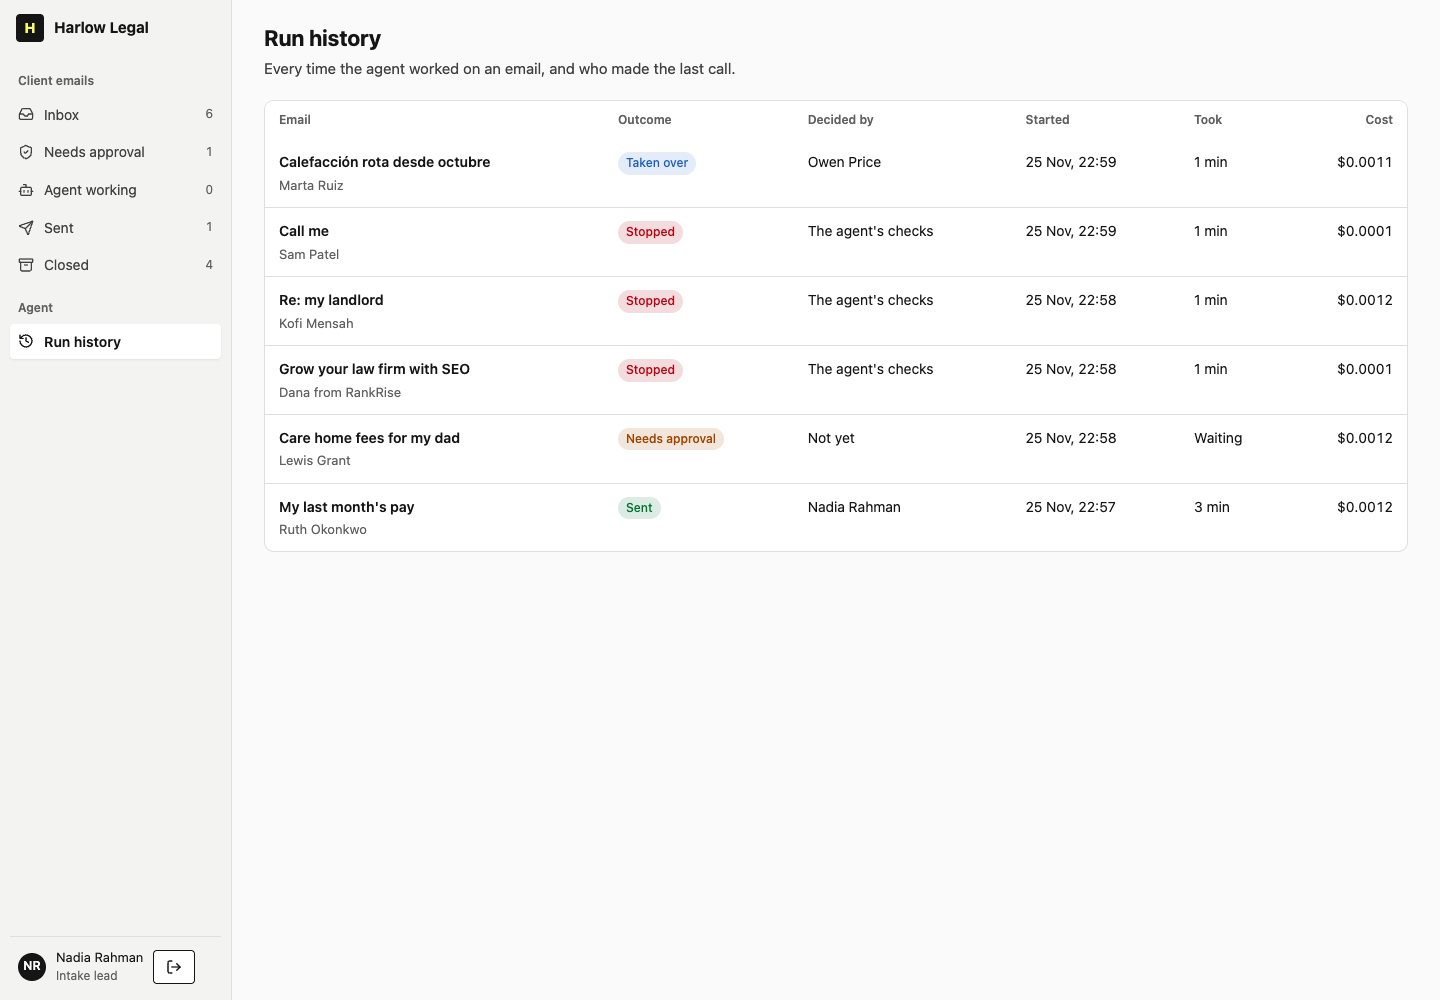 H Harlow Legal
Client emails
Inbox 6
Needs approval 1
Agent working 0
Sent 1
Closed 4
Agent
Run history
NR
Nadia Rahman
Intake lead
Run history
Every time the agent worked on an email, and who made the last call.
Email Outcome Decided by Started Took Cost
Calefacción rota desde octubre Taken over Owen Price 25 Nov, 22:59 1 min $0.0011
Marta Ruiz
Call me Stopped The agent's checks 25 Nov, 22:59 1 min $0.0001
Sam Patel
Re: my landlord Stopped The agent's checks 25 Nov, 22:58 1 min $0.0012
Kofi Mensah
Grow your law firm with SEO Stopped The agent's checks 25 Nov, 22:58 1 min $0.0001
Dana from RankRise
Care home fees for my dad Needs approval Not yet 25 Nov, 22:58 Waiting $0.0012
Lewis Grant
My last month's pay Sent Nadia Rahman 25 Nov, 22:57 3 min $0.0012
Ruth Okonkwo